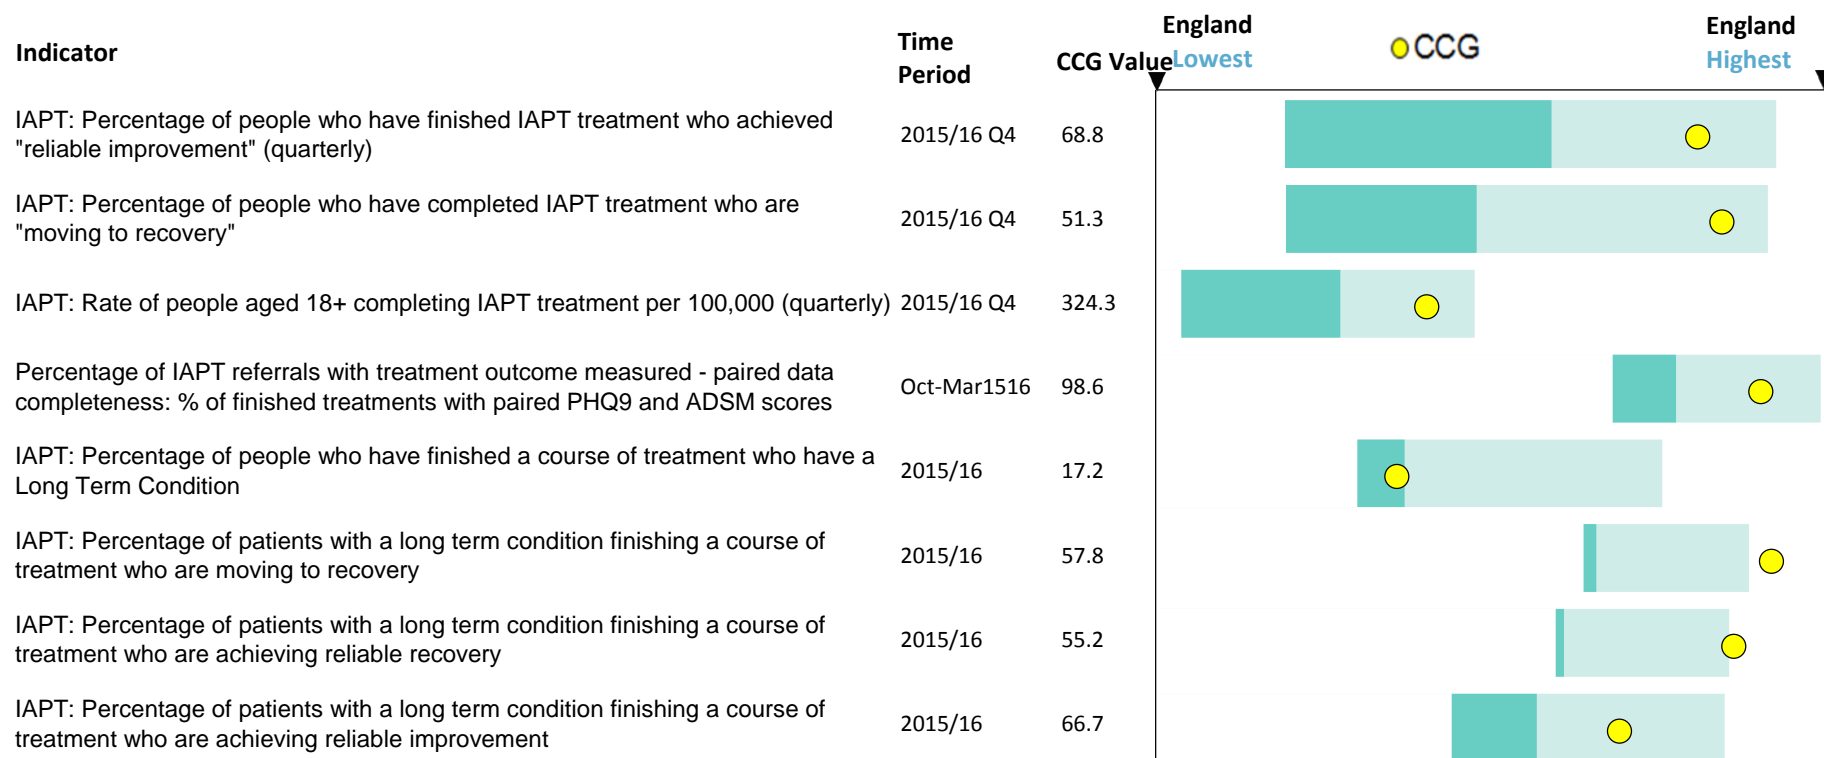 Indicator
Time
Period
CCG Value
England
Lowest
CCG
England
Highest
IAPT: Percentage of people who have finished IAPT treatment who achieved
"reliable improvement" (quarterly)
2015/16 Q4
68.8
IAPT: Percentage of people who have completed IAPT treatment who are
"moving to recovery"
2015/16 Q4
51.3
IAPT: Rate of people aged 18+ completing IAPT treatment per 100,000 (quarterly)
2015/16 Q4
324.3
Percentage of IAPT referrals with treatment outcome measured - paired data
completeness: % of finished treatments with paired PHQ9 and ADSM scores
Oct-Mar1516
98.6
IAPT: Percentage of people who have finished a course of treatment who have a
Long Term Condition
2015/16
17.2
IAPT: Percentage of patients with a long term condition finishing a course of
treatment who are moving to recovery
2015/16
57.8
IAPT: Percentage of patients with a long term condition finishing a course of
treatment who are achieving reliable recovery
2015/16
55.2
IAPT: Percentage of patients with a long term condition finishing a course of
treatment who are achieving reliable improvement
2015/16
66.7